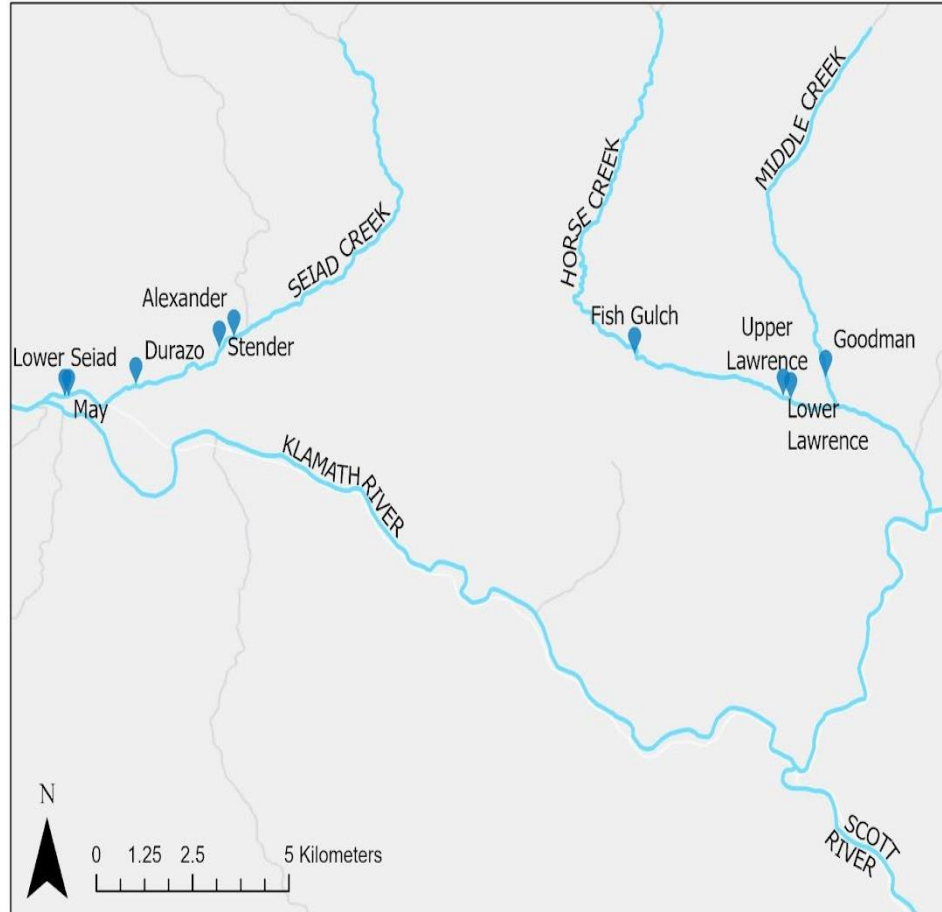 MIDDLE CREEK
HORSE CREEK
SEIAD CREEK
Alexander
Fish Gulch
Upper
Lawrence
Goodman
Lower Seiad
Durazo
Stender
May
Lower
Lawrence
KLAMATH RIVER
SCOTT
RIVER
N
0 1.25 2.5 5 Kilometers